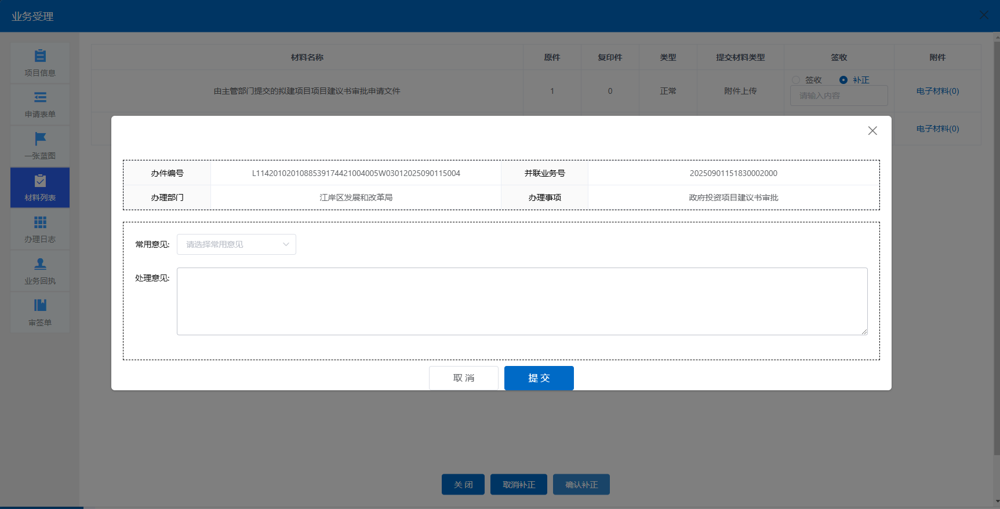 业务受理
项目信息
申请表单
一张蓝图
材料列表
办理日志
业务回执
审签单
材料名称 原件 复印件 类型 提交材料类型 签收 附件
由主管部门提交的拟建项目项目建议书审批申请文件 1 0 正常 附件上传 签收 补正 电子材料(0)
请输入内容
电子材料(0)
办件编号 L1142010201088539174421004005W03012025090115004 并联业务号 20250901151830002000
办理部门 江岸区发展和改革局 办理事项 政府投资项目建议书审批
常用意见: 请选择常用意见
处理意见:
取 消 提 交
关 闭 取消补正 确认补正